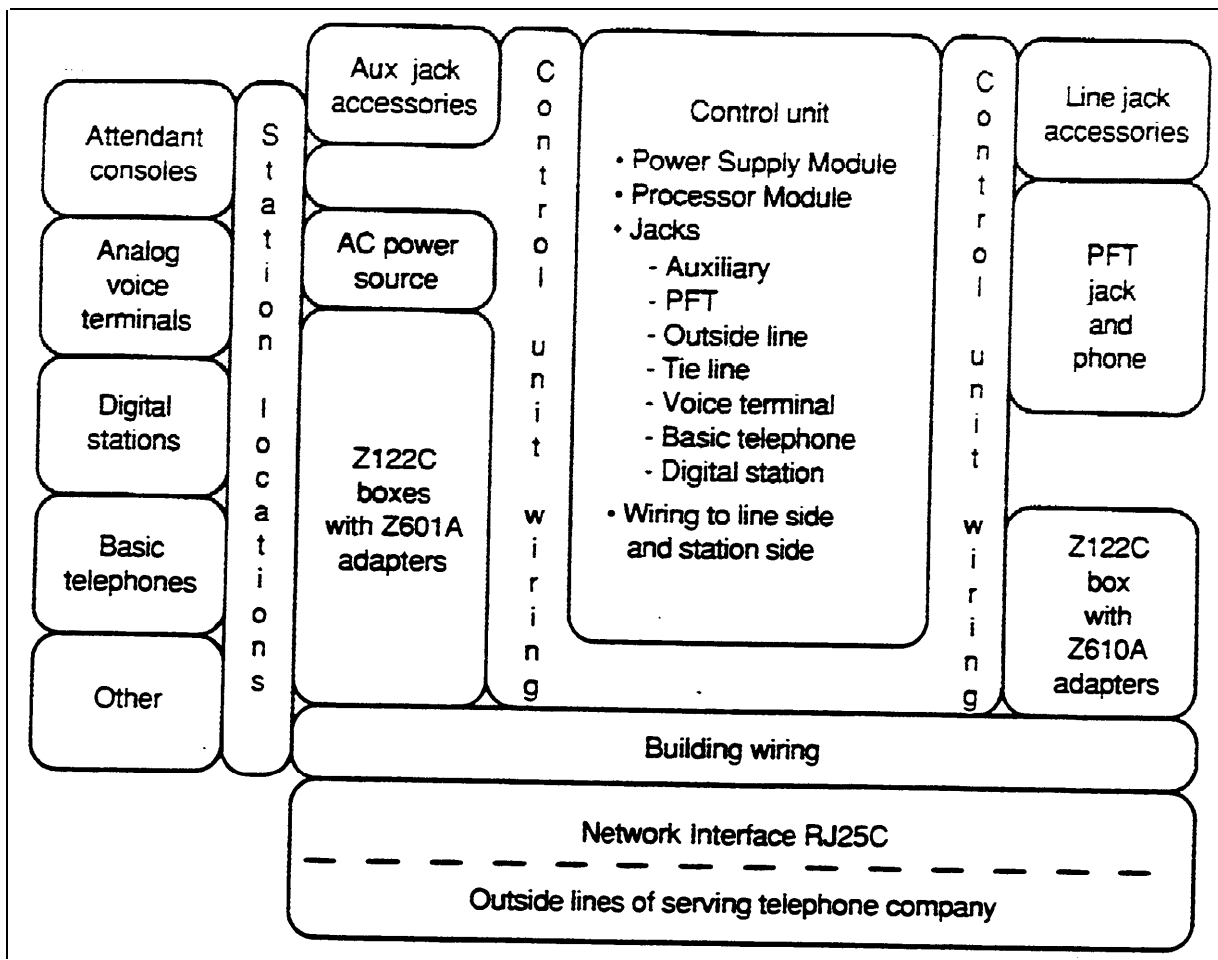 Attendant
consoles
Analog
voice
terminals
Digital
stations
Basic
telephones
Other
Station locations
Aux jack
accessories
AC power
source
Z122C
boxes
with Z601A
adapters
Control unit wiring
Control unit
• Power Supply Module
• Processor Module
• Jacks
- Auxiliary
- PFT
- Outside line
- Tie line
- Voice terminal
- Basic telephone
- Digital station
• Wiring to line side
and station side
Control unit wiring
Line jack
accessories
PFT
jack
and
phone
Z122C
box
with
Z610A
adapters
Building wiring
Network Interface RJ25C
Outside lines of serving telephone company